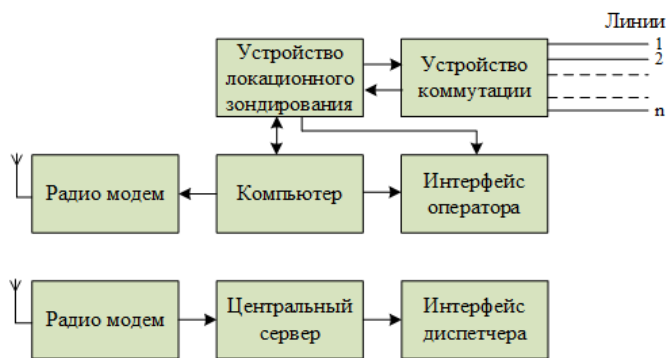 Линии
Устройство
локационного
зондирования
Устройство
коммутации
1
2
n
Радио модем
Компьютер
Интерфейс
оператора
Радио модем
Центральный
сервер
Интерфейс
диспетчера